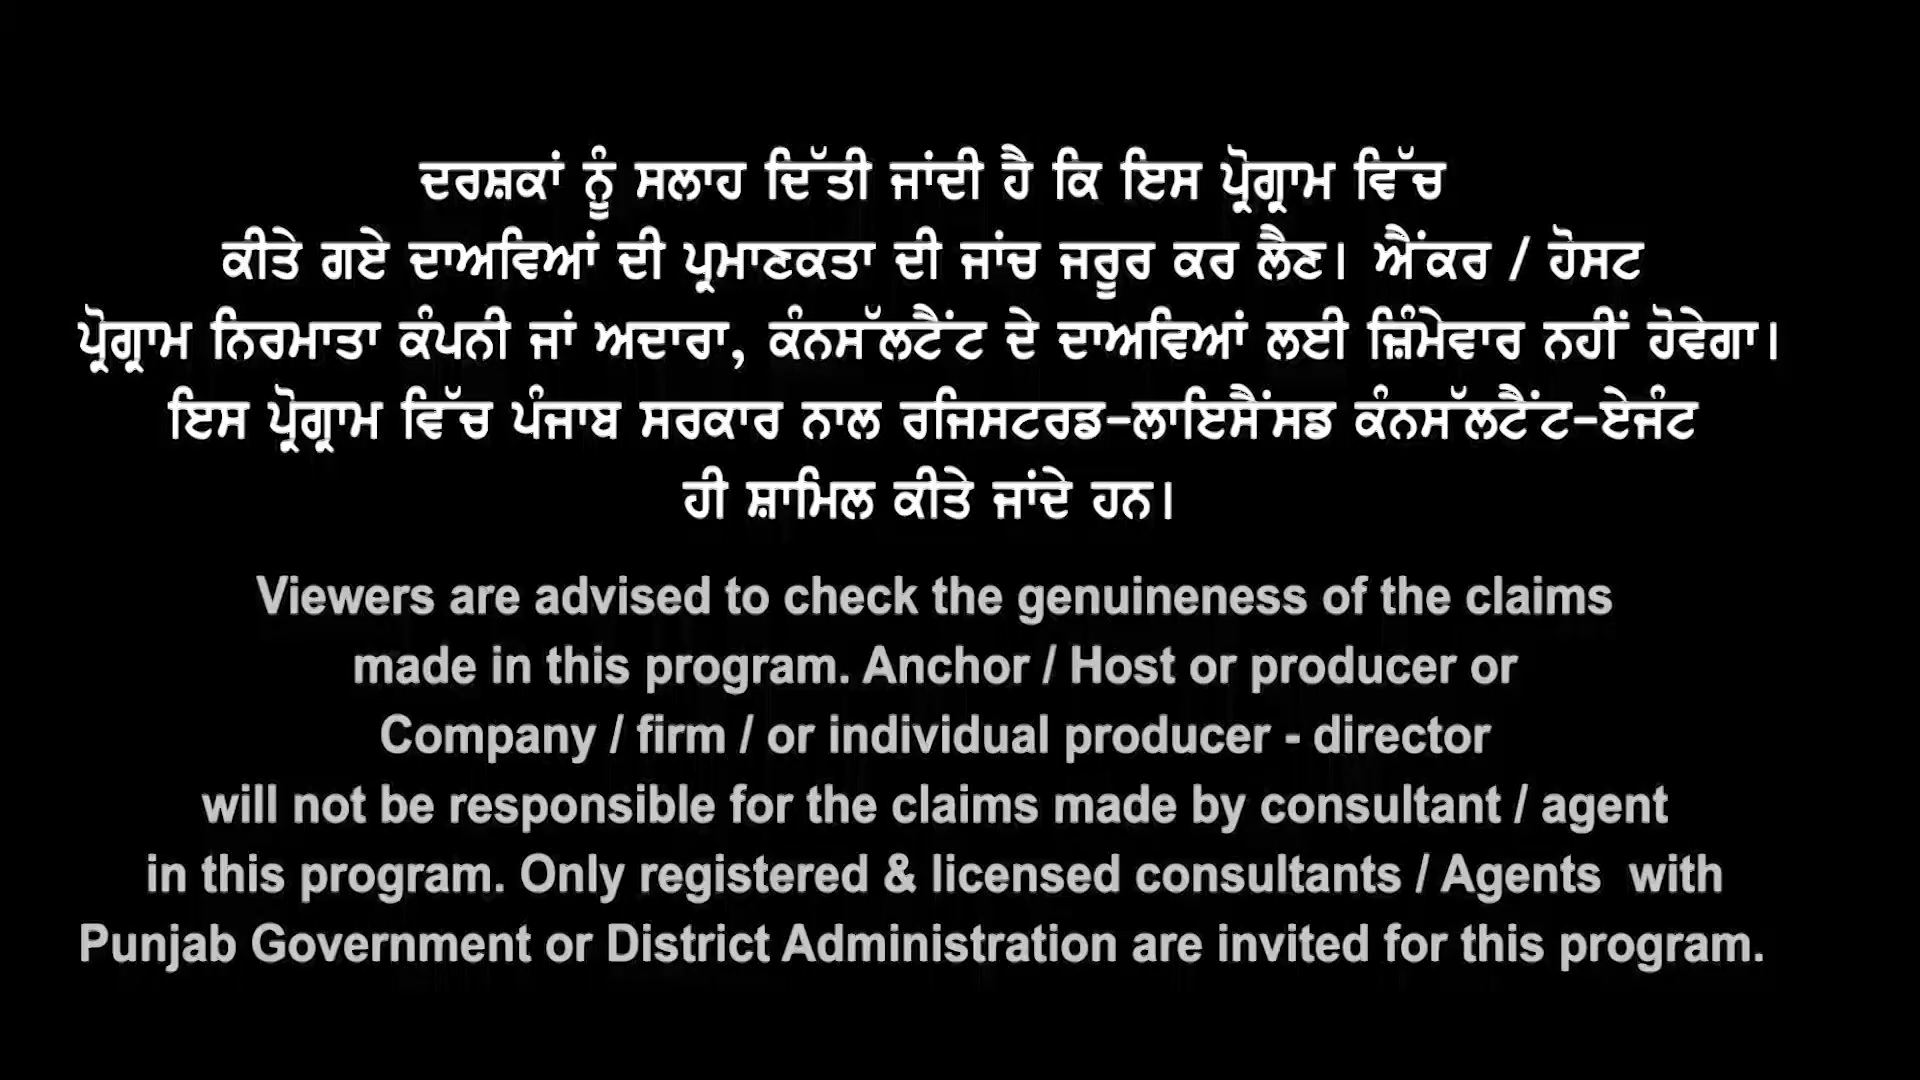 ਦਰਸ਼ਕਾਂ ਨੂੰ ਸਲਾਹ ਦਿੱਤੀ ਜਾਂਦੀ ਹੈ ਕਿ ਇਸ ਪ੍ਰੋਗ੍ਰਾਮ ਵਿੱਚ
ਕੀਤੇ ਗਏ ਦਾਅਵਿਆਂ ਦੀ ਪ੍ਰਮਾਣਕਤਾ ਦੀ ਜਾਂਚ ਜਰੂਰ ਕਰ ਲੈਣ। ਐਂਕਰ / ਹੋਸਟ
ਪ੍ਰੋਗ੍ਰਾਮ ਨਿਰਮਾਤਾ ਕੰਪਨੀ ਜਾਂ ਅਦਾਰਾ, ਕੰਨਸੱਲਟੈਂਟ ਦੇ ਦਾਅਵਿਆਂ ਲਈ ਜ਼ਿੰਮੇਵਾਰ ਨਹੀਂ ਹੋਵੇਗਾ।
ਇਸ ਪ੍ਰੋਗ੍ਰਾਮ ਵਿੱਚ ਪੰਜਾਬ ਸਰਕਾਰ ਨਾਲ ਰਜਿਸਟਰਡ-ਲਾਇਸੈਂਸਡ ਕੰਨਸੱਲਟੈਂਟ-ਏਜੰਟ
ਹੀ ਸ਼ਾਮਿਲ ਕੀਤੇ ਜਾਂਦੇ ਹਨ।
Viewers are advised to check the genuineness of the claims
made in this program. Anchor / Host or producer or
Company / firm / or individual producer - director
will not be responsible for the claims made by consultant / agent
in this program. Only registered & licensed consultants / Agents  with
Punjab Government or District Administration are invited for this program.